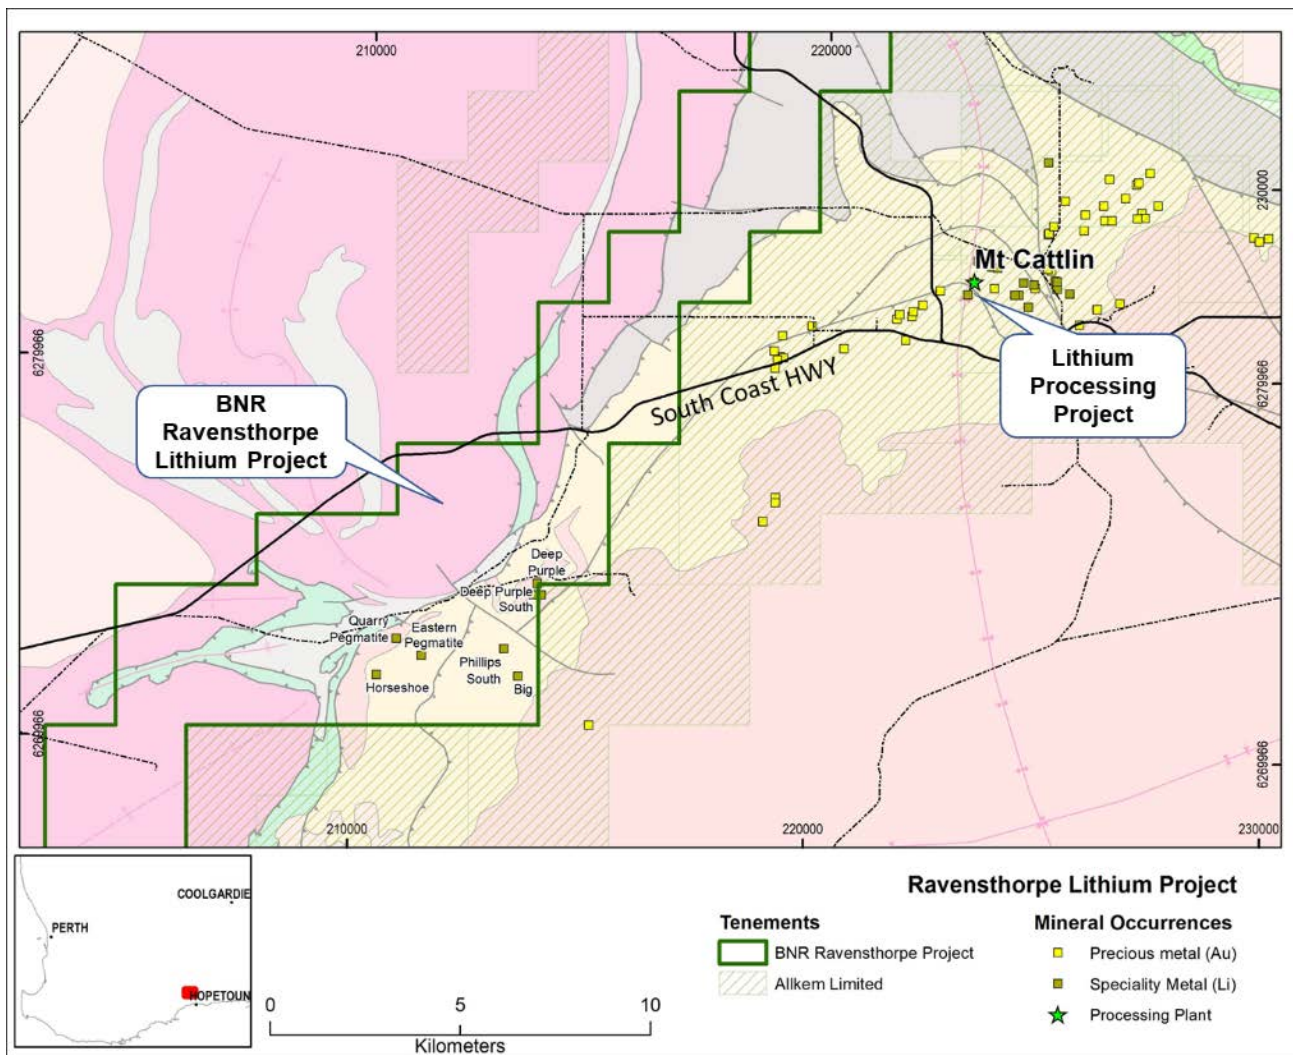 210000
220000
230000
Mt Cattlin
6279966
6279966
Lithium
Processing
Project
South Coast HWY
BNR
Ravensthorpe
Lithium Project
Deep
Purple
Deep Purple
South
Quarry
Pegmatite
Eastern
Pegmatite
Phillips
South
Horseshoe
Big
6269966
6269966
210000
220000
230000
COOLGARDIE
PERTH
HOPETOUN
0
5
10
Kilometers
Ravensthorpe Lithium Project
Tenements
BNR Ravensthorpe Project
Allkem Limited
Mineral Occurrences
Precious metal (Au)
Speciality Metal (Li)
Processing Plant